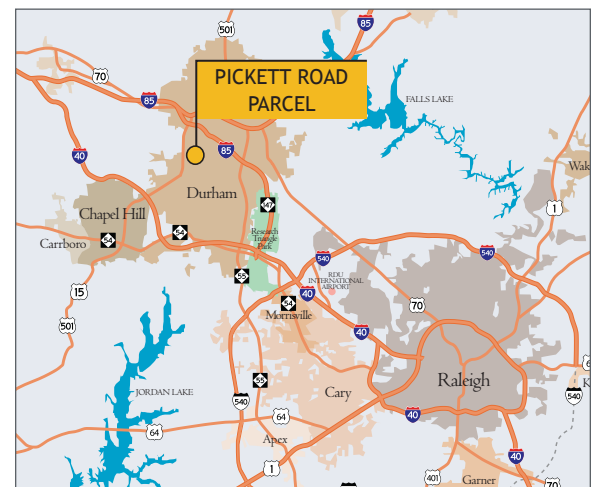 85
501
70
PICKETT ROAD
PARCEL
85
FALLS LAKE
40
85
Durham
147
Wak
1
Chapel Hill
Carrboro
54
54
Research
Triangle
Park
540
540
55
RDU
INTERNATIONAL
AIRPORT
15
40
54
70
Morrisville
501
40
55
Raleigh
JORDAN LAKE
Cary
540
540
K
64
40
64
Apex
40
1
401
Garner
70